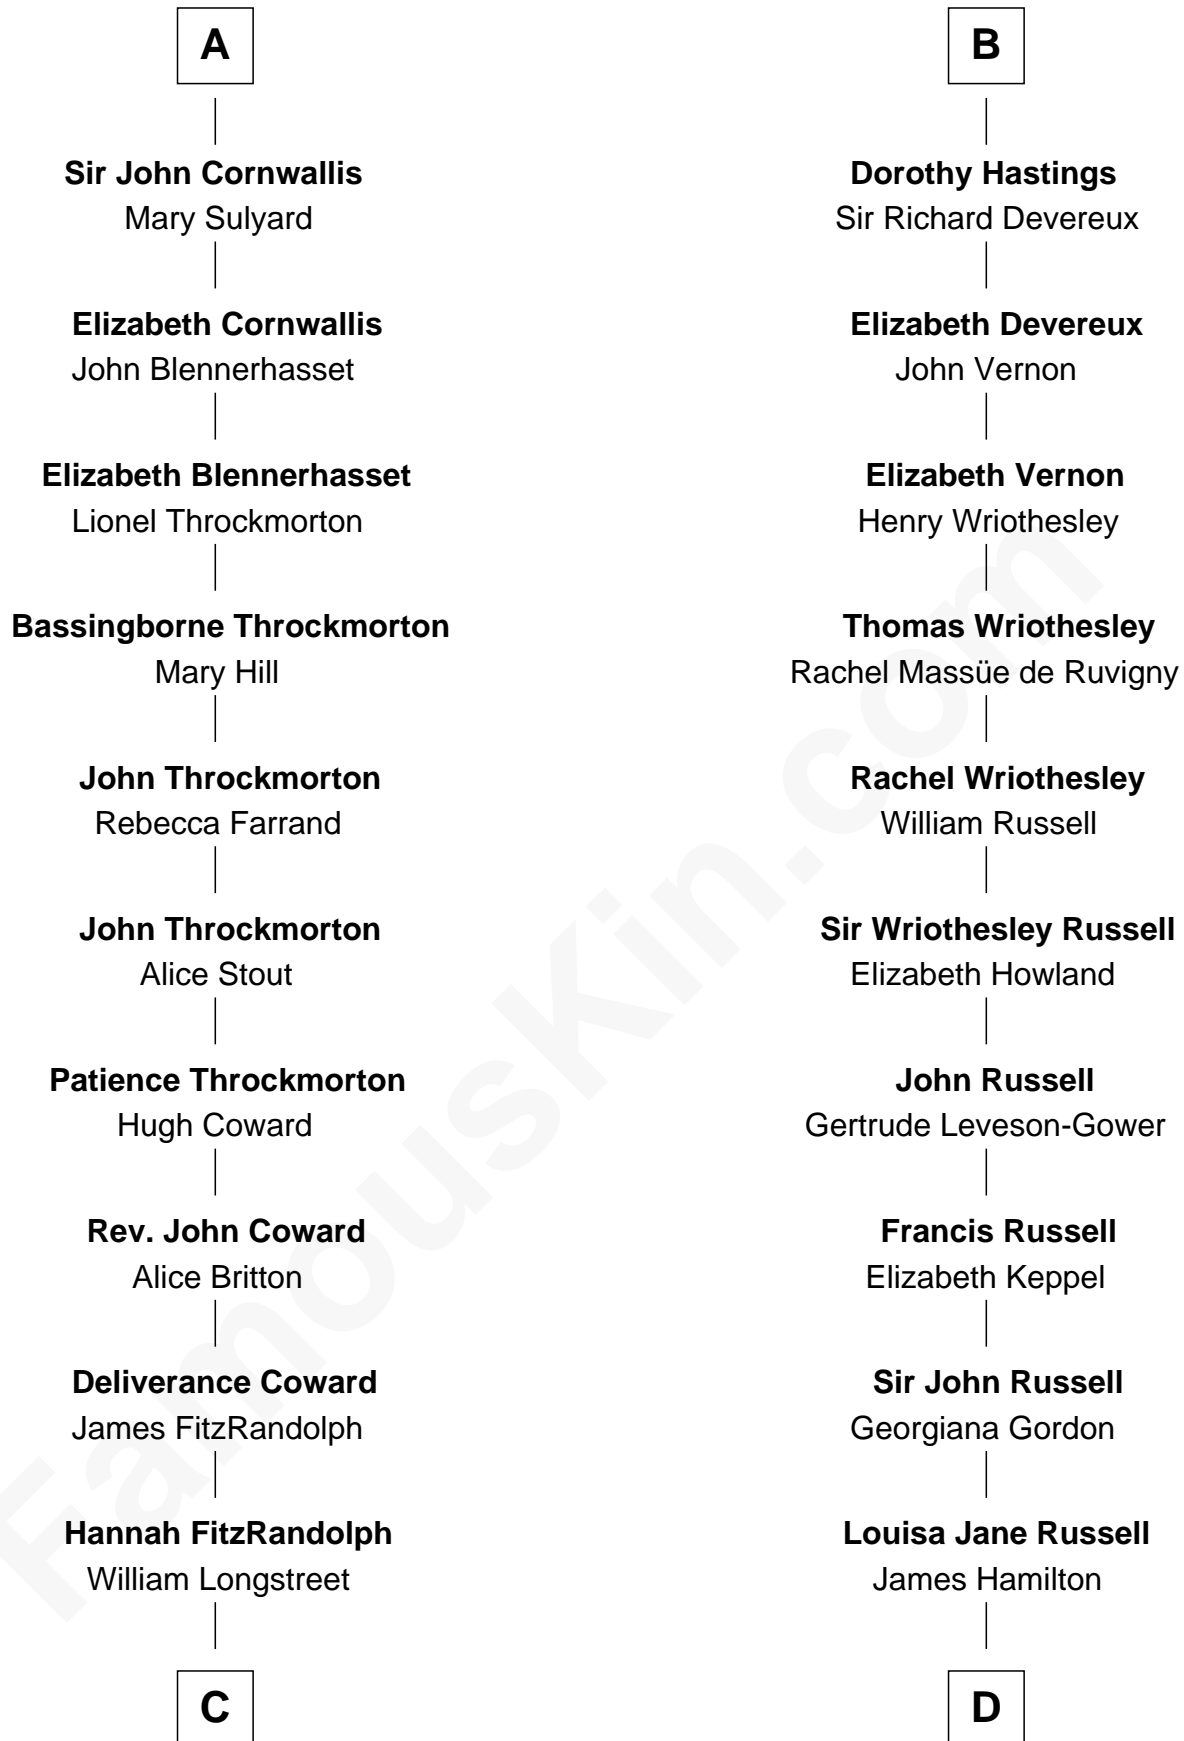 A
Sir John Cornwallis
Mary Sulyard
Elizabeth Cornwallis
John Blennerhasset
Elizabeth Blennerhasset
Lionel Throckmorton
Bassingborne Throckmorton
Mary Hill
John Throckmorton
Rebecca Farrand
John Throckmorton
Alice Stout
Patience Throckmorton
Hugh Coward
Rev. John Coward
Alice Britton
Deliverance Coward
James FitzRandolph
Hannah FitzRandolph
William Longstreet
C
B
Dorothy Hastings
Sir Richard Devereux
Elizabeth Devereux
John Vernon
Elizabeth Vernon
Henry Wriothesley
Thomas Wriothesley
Rachel Massüe de Ruvigny
Rachel Wriothesley
William Russell
Sir Wriothesley Russell
Elizabeth Howland
John Russell
Gertrude Leveson-Gower
Francis Russell
Elizabeth Keppel
Sir John Russell
Georgiana Gordon
Louisa Jane Russell
James Hamilton
D
FamousKin.com